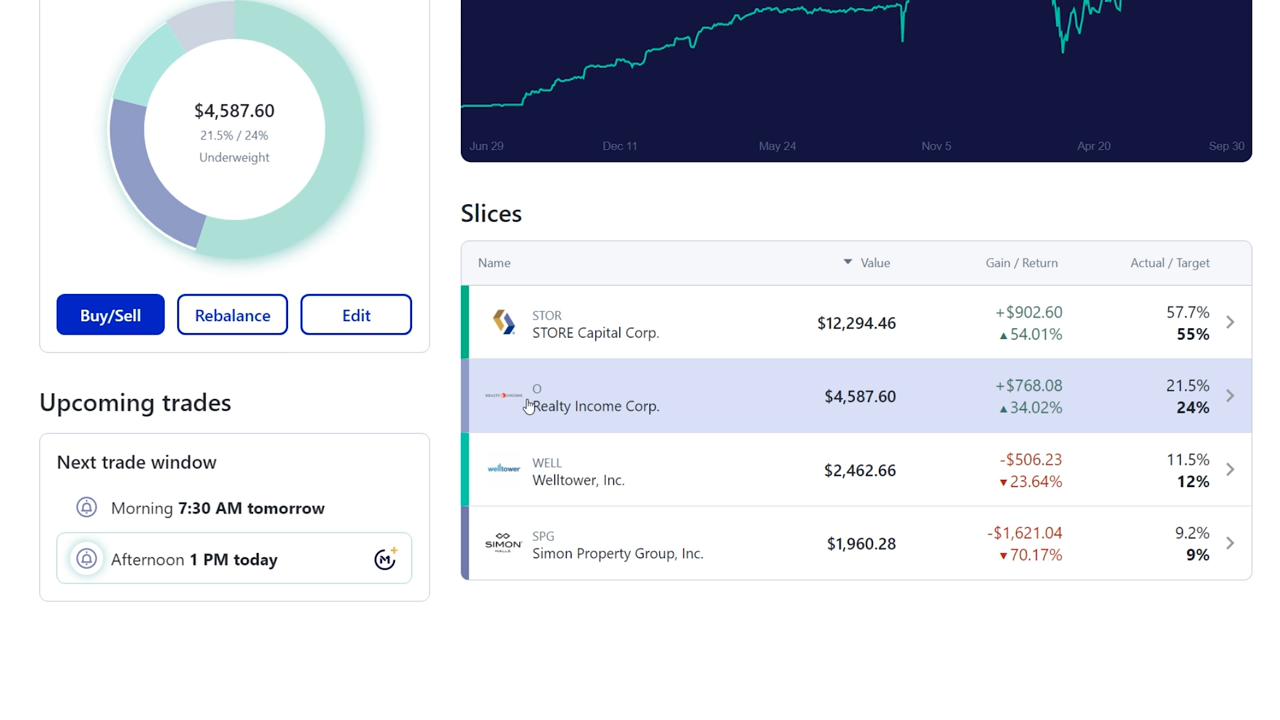 $4,587.60
21.5% / 24%
Underweight
Buy/Sell
Rebalance
Edit
Upcoming trades
Next trade window
Morning 7:30 AM tomorrow
Afternoon 1 PM today
M+
Jun 29
Dec 11
May 24
Nov 5
Apr 20
Sep 30
Slices
Name
Value
Gain / Return
Actual / Target
STOR
STORE Capital Corp.
$12,294.46
+$902.60
▲54.01%
57.7%
55%
REALTY INCOME
O
Realty Income Corp.
$4,587.60
+$768.08
▲34.02%
21.5%
24%
welltower
WELL
Welltower, Inc.
$2,462.66
-$506.23
▼23.64%
11.5%
12%
SIMON
MALLS
SPG
Simon Property Group, Inc.
$1,960.28
-$1,621.04
▼70.17%
9.2%
9%